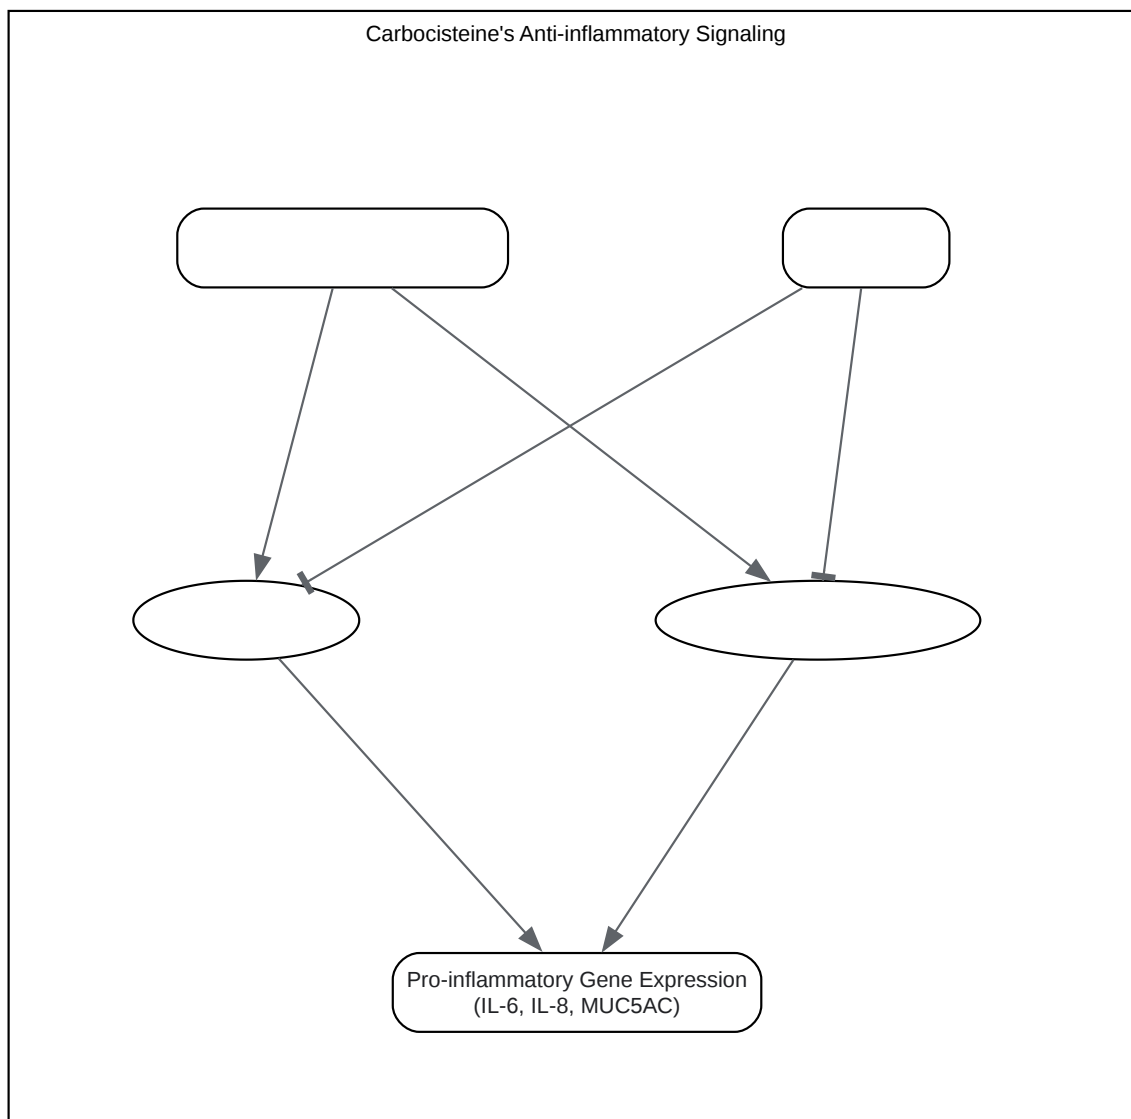 Carbocisteine's Anti-inflammatory Signaling
Pro-inflammatory Gene Expression
(IL-6, IL-8, MUC5AC)